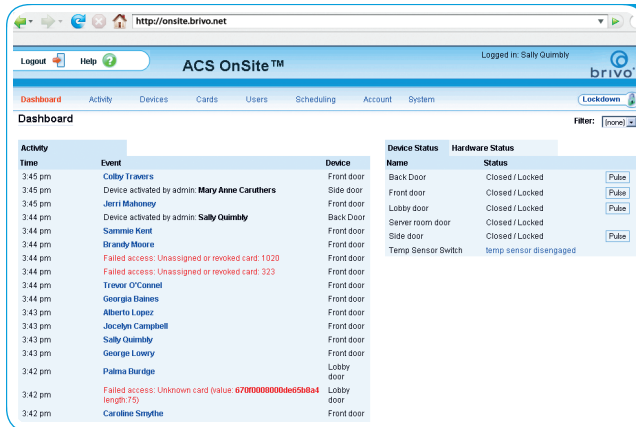 http://onsite.brivo.net
Logout Help
ACS OnSite™
Logged in: Sally Quimbly
brivo
Dashboard Activity Devices Cards Users Scheduling Account System
Lockdown
Dashboard
Filter: [none]
Activity
Time Event Device
3:45 pm Colby Travers Front door
3:45 pm Device activated by admin: Mary Anne Caruthers Side door
3:45 pm Jerri Mahoney Front door
3:44 pm Device activated by admin: Sally Quimbly Back Door
3:44 pm Sammie Kent Front door
3:44 pm Brandy Moore Front door
3:44 pm Failed access: Unassigned or revoked card: 1020 Front door
3:44 pm Failed access: Unassigned or revoked card: 323 Front door
3:44 pm Trevor O'Connel Front door
3:44 pm Georgia Baines Front door
3:43 pm Alberto Lopez Front door
3:43 pm Jocelyn Campbell Front door
3:43 pm Sally Quimbly Front door
3:43 pm George Lowry Front door
3:42 pm Palma Burdge Lobby
door
3:42 pm Failed access: Unknown card (value: 670f0008000de65b8a4 Lobby
length:75) door
3:42 pm Caroline Smythe Front door
Device Status Hardware Status
Name Status
Back Door Closed / Locked Pulse
Front door Closed / Locked Pulse
Lobby door Closed / Locked Pulse
Server room door Closed / Locked
Side door Closed / Locked Pulse
Temp Sensor Switch temp sensor disengaged